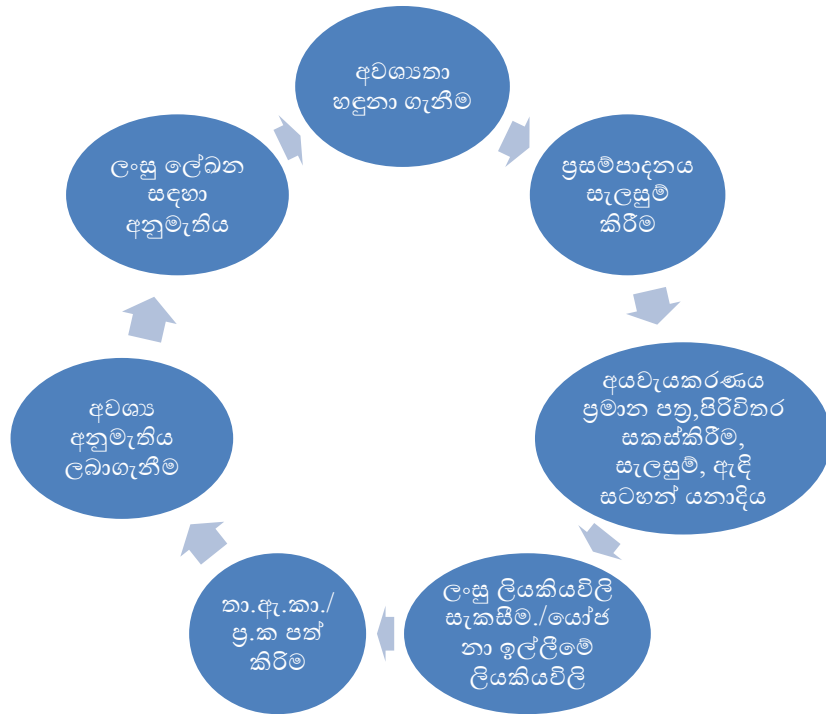 අවශ්‍යතා
හඳුනා ගැනීම
ප්‍රසම්පාදනය
සැලසුම්
කිරීම
අයවැයකරණය
ප්‍රමාන පත්‍ර,පිරිවිතර
සකස්කිරීම,
සැලසුම්, ඇඳි
සටහන් යනාදිය
ලංසු ලියකියවිලි
සැකසීම./යෝජ
නා ඉල්ලීමේ
ලියකියවිලි
තා.ඇ.කා./
ප්‍ර.ක පත්
කිරිම
අවශ්‍ය
අනුමැතිය
ලබාගැනීම
ලංසු ලේඛන
සඳහා
අනුමැතිය